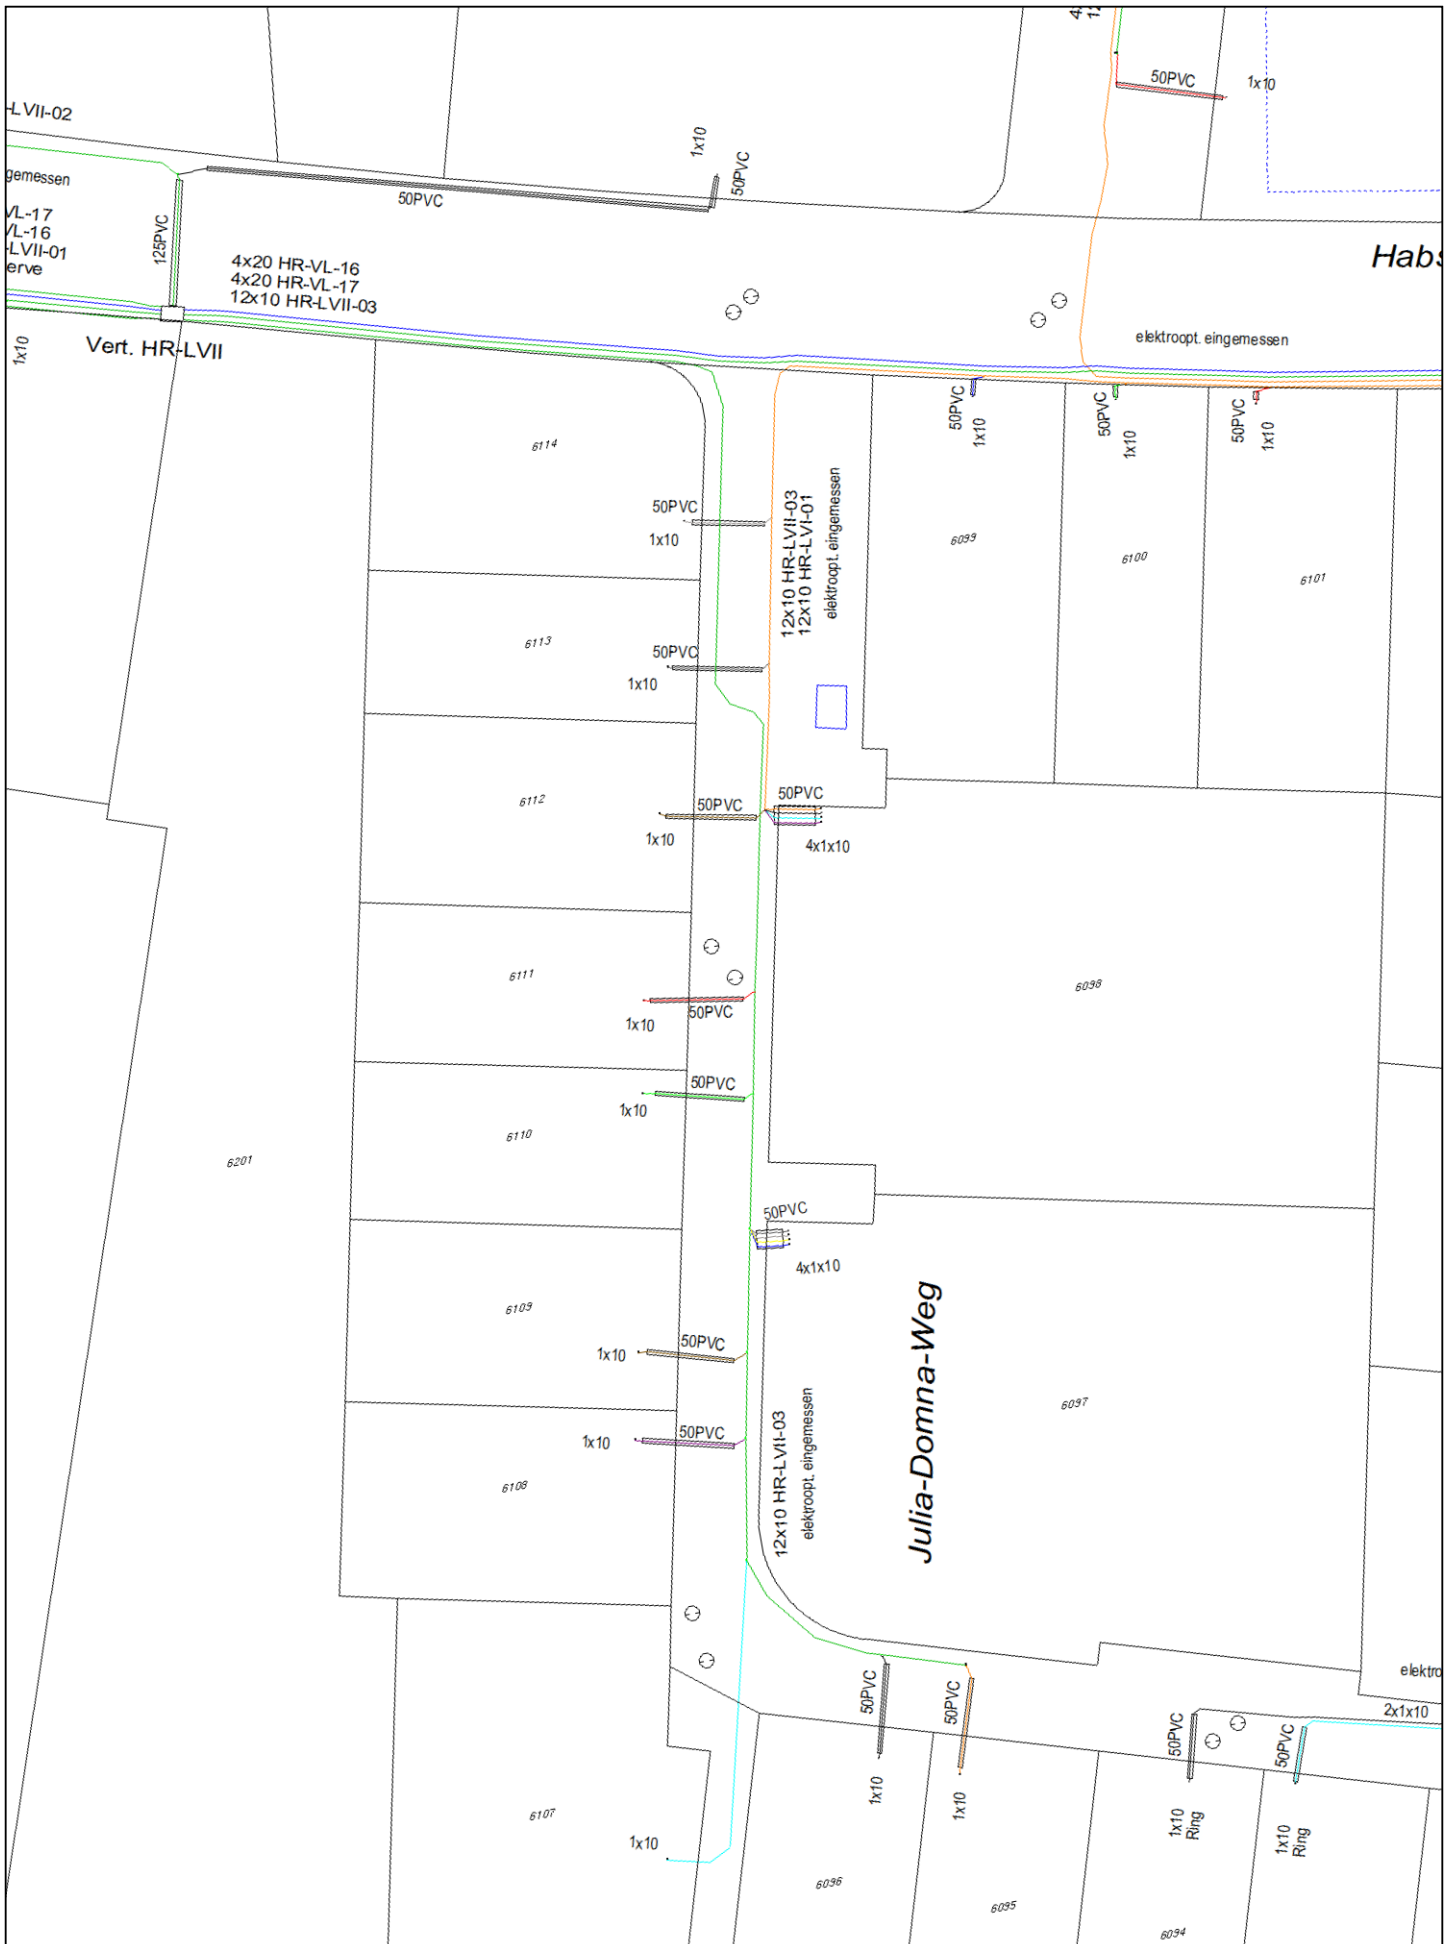 4x
12
50PVC
1x10
-LVII-02
1x10
50PVC
gemessen
50PVC
VL-17
VL-16
-LVII-01
erve
125PVC
4x20 HR-VL-16
4x20 HR-VL-17
12x10 HR-LVII-03
Habs
elektroopt. eingemessen
1x10
Vert. HR-LVII
50PVC
1x10
50PVC
1x10
50PVC
1x10
6114
50PVC
1x10
12x10 HR-LVII-03
12x10 HR-LVI-01
elektroopt. eingemessen
6099
6100
6101
6113
50PVC
1x10
6112
50PVC
1x10
50PVC
4x1x10
6111
50PVC
1x10
6098
50PVC
1x10
6110
6201
50PVC
4x1x10
6109
50PVC
1x10
Julia-Domna-Weg
6097
50PVC
1x10
12x10 HR-LVII-03
elektroopt. eingemessen
6108
elektro
50PVC
1x10
50PVC
1x10
50PVC
1x10
Ring
50PVC
1x10
Ring
2x1x10
6107
1x10
6096
6095
6094